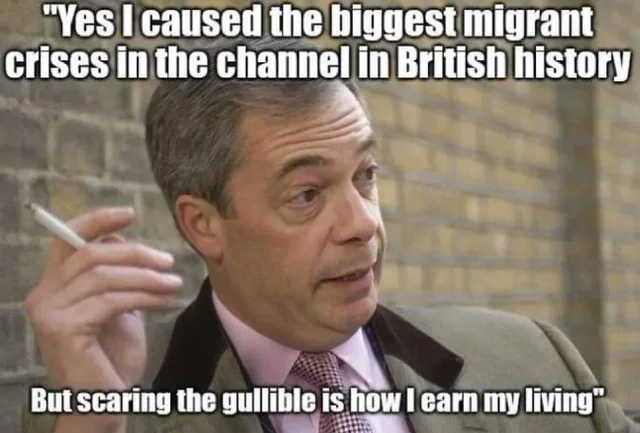 "Yes I caused the biggest migrant
crises in the channel in British history
But scaring the gullible is how I earn my living"